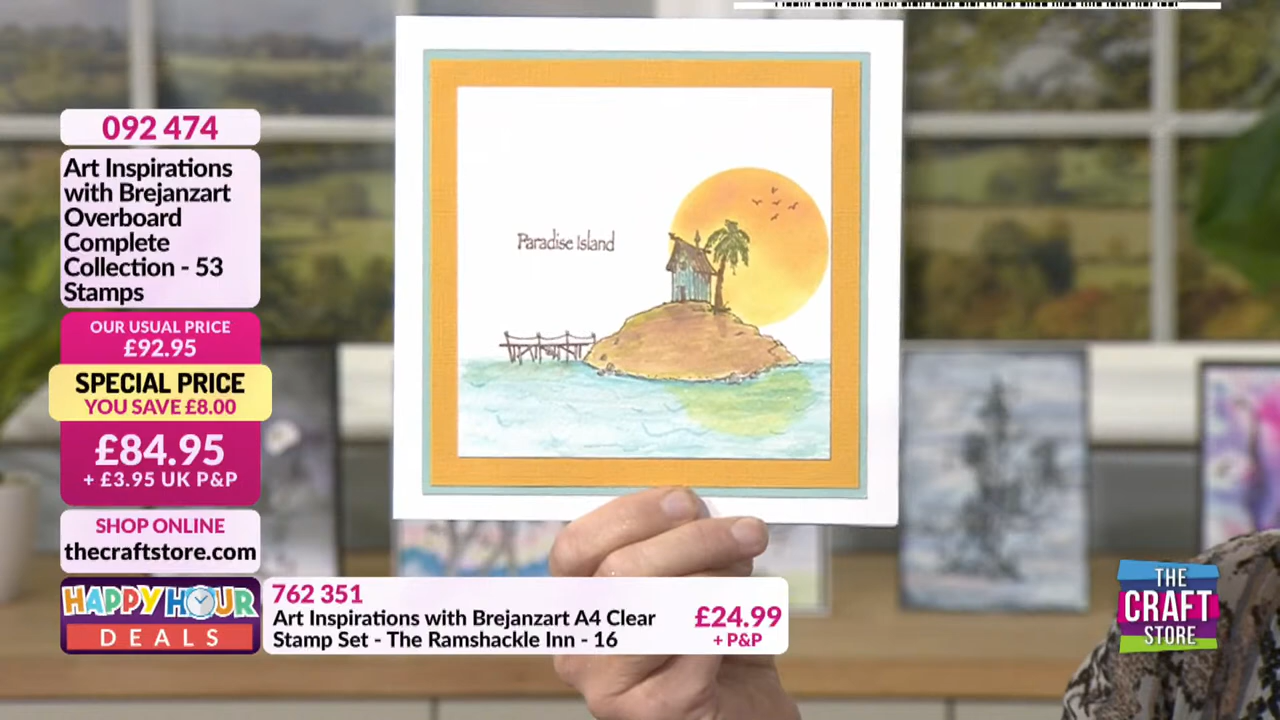 092 474
Art Inspirations
with Brejanzart
Overboard
Complete
Collection - 53
Stamps
OUR USUAL PRICE
£92.95
SPECIAL PRICE
YOU SAVE £8.00
£84.95
+ £3.95 UK P&P
SHOP ONLINE
thecraftstore.com
HAPPY HOUR
DEALS
762 351
Art Inspirations with Brejanzart A4 Clear
Stamp Set - The Ramshackle Inn - 16
£24.99
+ P&P
Paradise Island
THE
CRAFT
STORE